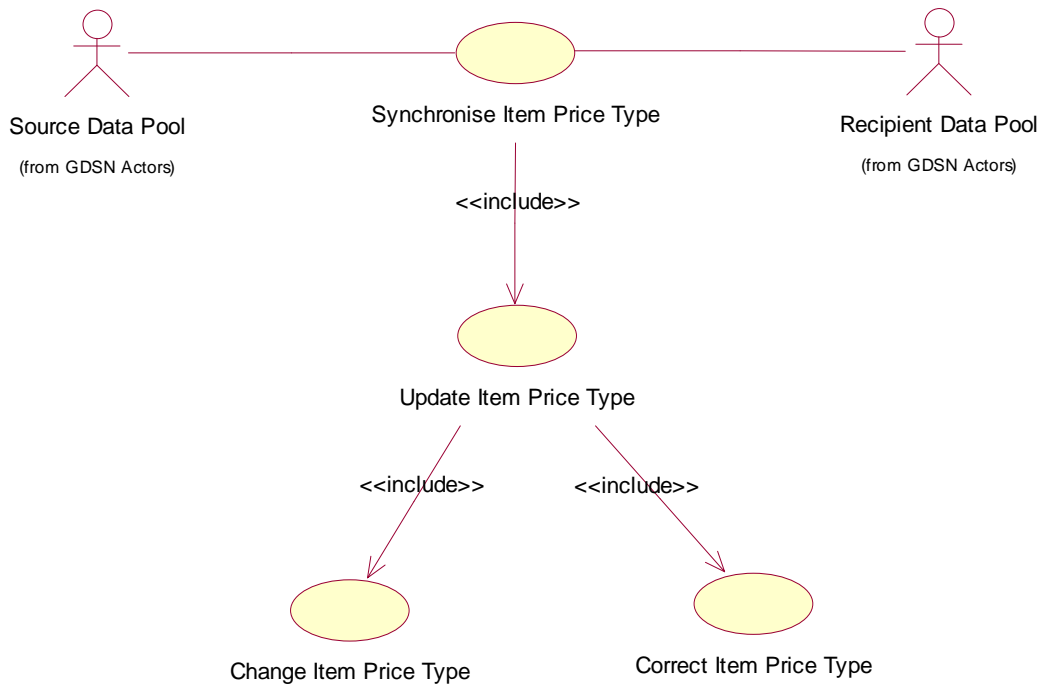 Source Data Pool
(from GDSN Actors)
Synchronise Item Price Type
Recipient Data Pool
(from GDSN Actors)
<<include>>
Update Item Price Type
<<include>>
<<include>>
Change Item Price Type
Correct Item Price Type